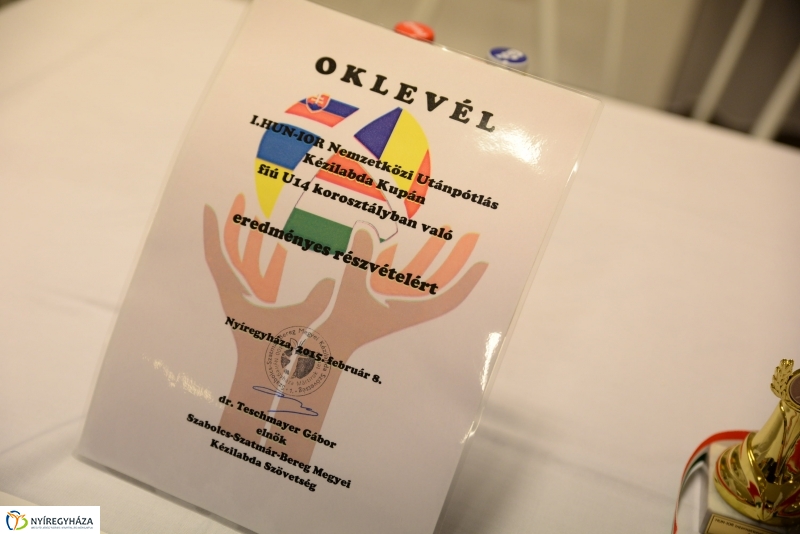 OKLEVÉL
I.HUN-IOR Nemzetközi Utánpótlás
Kézilabda Kupán
fiú U14 korosztályban való
eredményes részvételért
Nyíregyháza, 2015. február 8.
dr. Teschmayer Gábor
elnök
Szabolcs-Szatmár-Bereg Megyei
Kézilabda Szövetség
NYÍREGYHÁZA